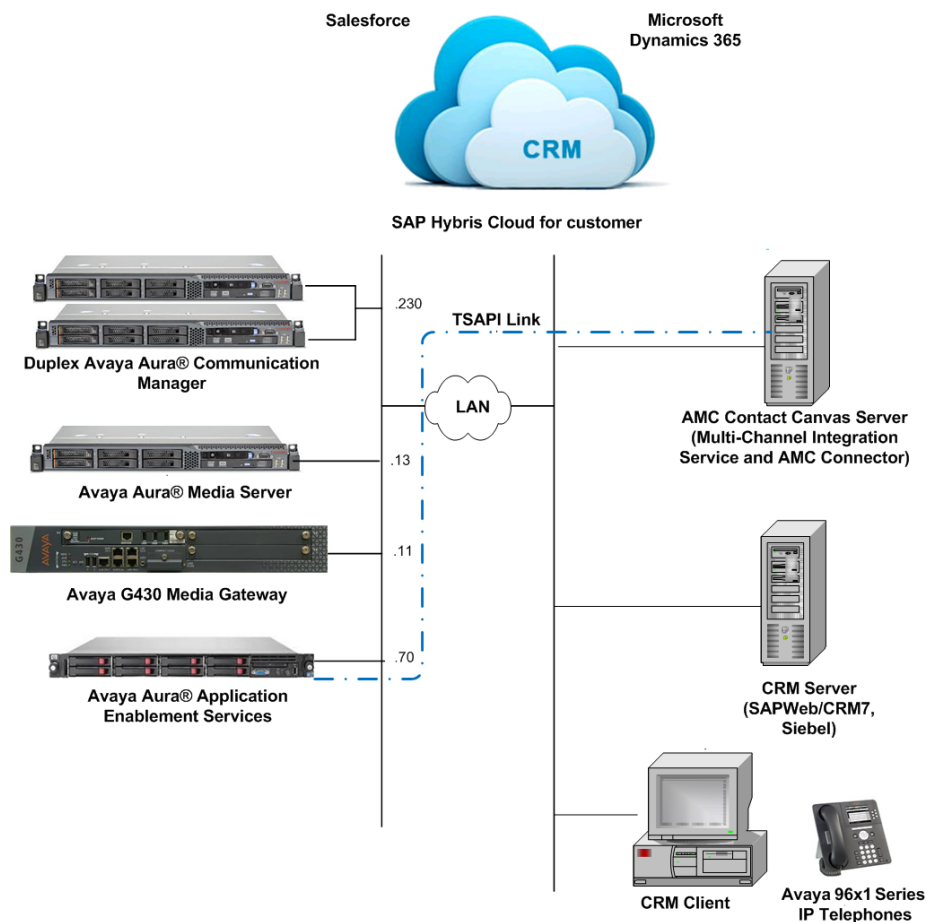 Salesforce
Microsoft
Dynamics 365
CRM
SAP Hybris Cloud for customer
.230
TSAPI Link
Duplex Avaya Aura® Communication
Manager
LAN
AMC Contact Canvas Server
(Multi-Channel Integration
Service and AMC Connector)
.13
Avaya Aura® Media Server
G430
AVAYA
.11
Avaya G430 Media Gateway
.70
Avaya Aura® Application
Enablement Services
CRM Server
(SAPWeb/CRM7,
Siebel)
CRM Client
Avaya 96x1 Series
IP Telephones